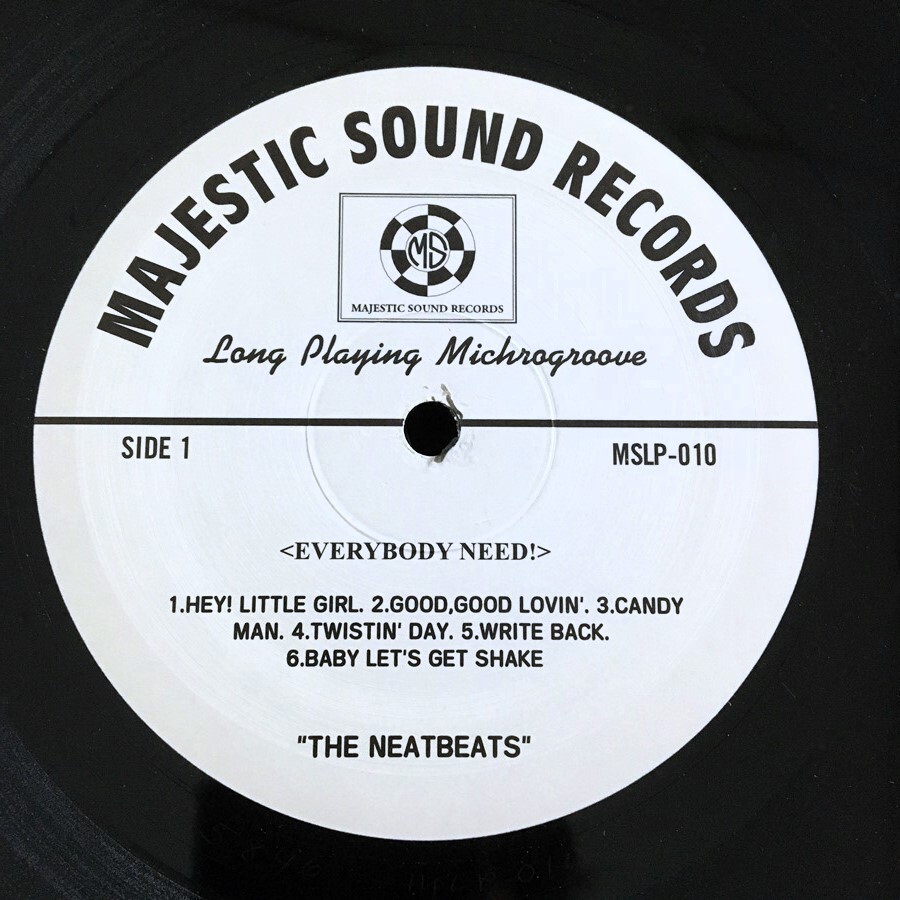 MAJESTIC SOUND RECORDS
MS
MAJESTIC SOUND RECORDS
Long Playing Michrogroove
SIDE 1
MSLP-010
<EVERYBODY NEED!>
1.HEY! LITTLE GIRL. 2.GOOD,GOOD LOVIN'. 3.CANDY
MAN. 4.TWISTIN' DAY. 5.WRITE BACK.
6.BABY LET'S GET SHAKE
"THE NEATBEATS"